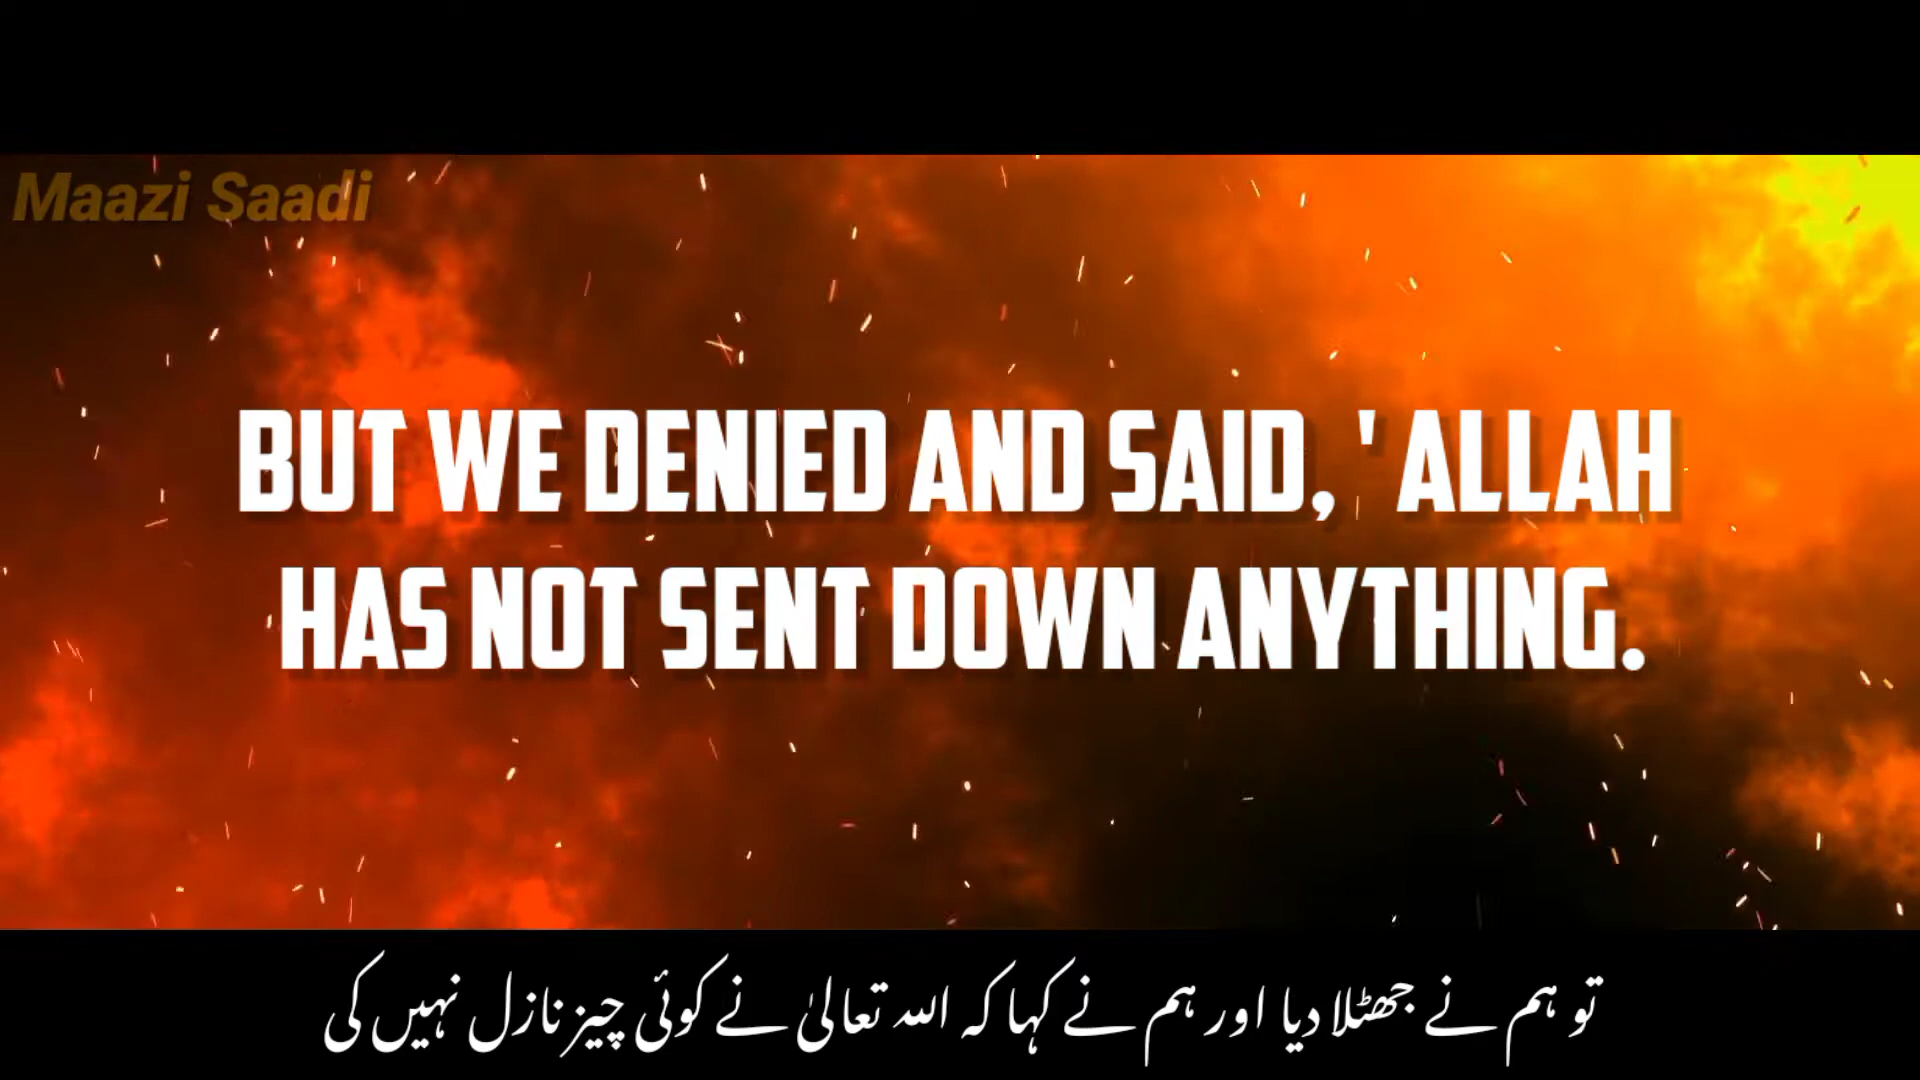 Maazi Saadi
BUT WE DENIED AND SAID, ' ALLAH
HAS NOT SENT DOWN ANYTHING.
تو ہم نے جھٹلا دیا اور ہم نے کہا کہ اللہ تعالیٰ نے کوئی چیز نازل نہیں کی